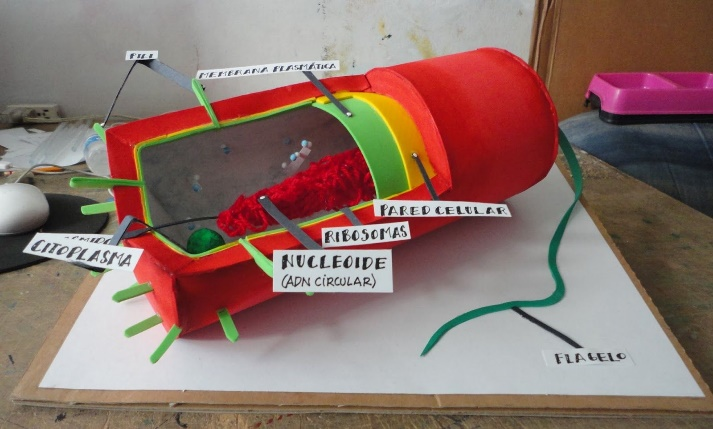 PILI
MEMBRANA PLASMÁTICA
PARED CELULAR
RIBOSOMAS
CITOPLASMA
NUCLEOIDE
(ADN CIRCULAR)
FLAGELO